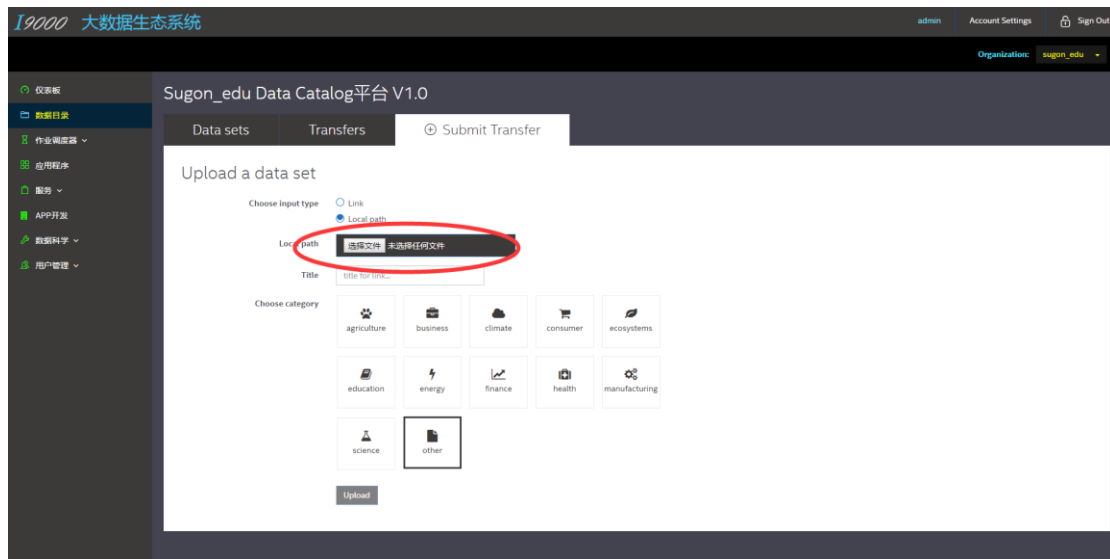 I9000 大数据生态系统 admin Account Settings Sign Out
Organization: sugon_edu
仪表板
数据目录
作业调度器
应用程序
服务
APP开发
数据科学
用户管理
Sugon_edu Data Catalog平台 V1.0
Data sets Transfers Submit Transfer
Upload a data set
Choose input type Link
Local path
Local path 选择文件 未选择任何文件
Title title for link...
Choose category
agriculture business climate consumer ecosystems
education energy finance health manufacturing
science other
Upload